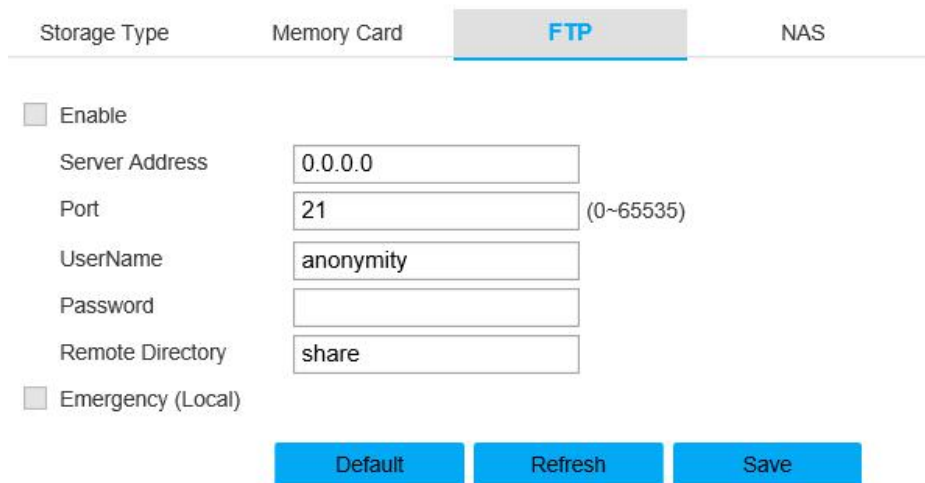 Storage Type Memory Card FTP NAS
Enable
Server Address 0.0.0.0
Port 21 (0~65535)
UserName anonymity
Password
Remote Directory share
Emergency (Local)
Default Refresh Save